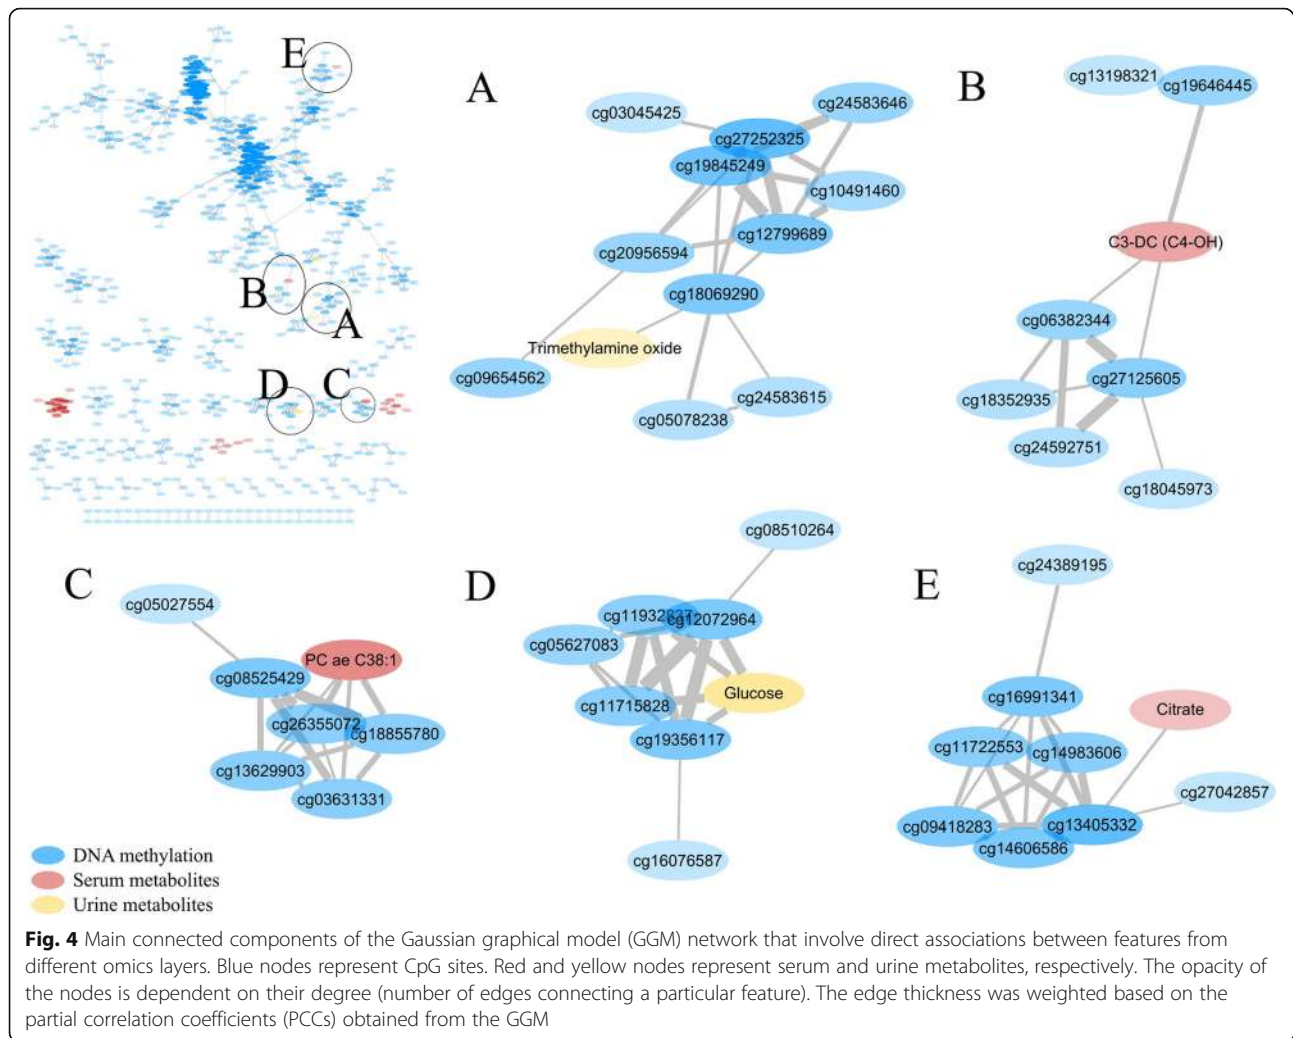 E
B
A
D
C
A
cg03045425
cg24583646
cg27252325
cg19845249
cg10491460
cg12799689
cg20956594
cg18069290
Trimethylamine oxide
cg09654562
cg24583615
cg05078238
B
cg13198321
cg19646445
C3-DC (C4-OH)
cg06382344
cg27125605
cg18352935
cg24592751
cg18045973
C
cg05027554
PC ae C38:1
cg08525429
cg26355072
cg18855780
cg13629903
cg03631331
D
cg08510264
cg12072964
cg05627083
Glucose
cg11715828
cg19356117
cg16076587
E
cg24389195
cg16991341
Citrate
cg11722553
cg14983606
cg27042857
cg09418283
cg13405332
cg14606586
DNA methylation
Serum metabolites
Urine metabolites
Fig. 4 Main connected components of the Gaussian graphical model (GGM) network that involve direct associations between features from
different omics layers. Blue nodes represent CpG sites. Red and yellow nodes represent serum and urine metabolites, respectively. The opacity of
the nodes is dependent on their degree (number of edges connecting a particular feature). The edge thickness was weighted based on the
partial correlation coefficients (PCCs) obtained from the GGM